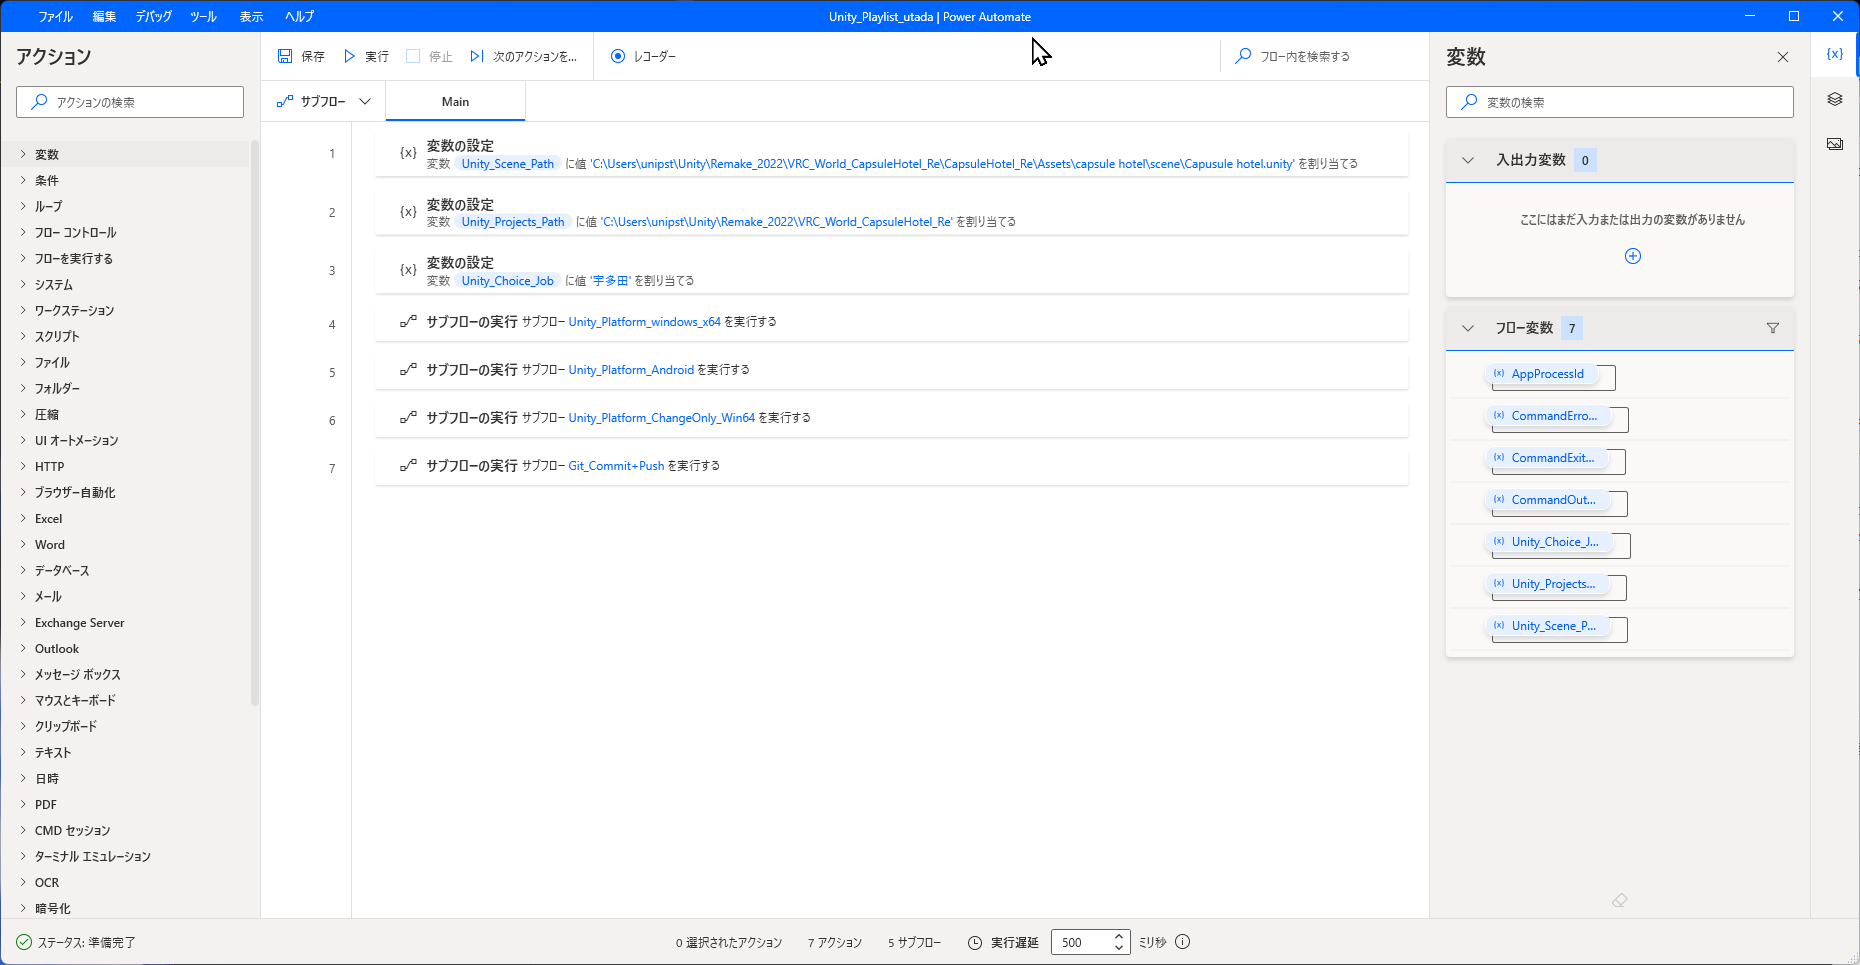 ファイル 編集 デバッグ ツール 表示 ヘルプ
Unity_Playlist_utada | Power Automate
アクション
アクションの検索
変数
条件
ループ
フロー コントロール
フローを実行する
システム
ワークステーション
スクリプト
ファイル
フォルダー
圧縮
UI オートメーション
HTTP
ブラウザー自動化
Excel
Word
データベース
メール
Exchange Server
Outlook
メッセージ ボックス
マウスとキーボード
クリップボード
テキスト
日時
PDF
CMD セッション
ターミナル エミュレーション
OCR
暗号化
保存 実行 停止 次のアクションを... レコーダー
フロー内を検索する
サブフロー Main
1 {x} 変数の設定
変数 Unity_Scene_Path に値 'C:\Users\unipst\Unity\Remake_2022\VRC_World_CapsuleHotel_Re\CapsuleHotel_Re\Assets\capsule hotel\scene\Capusule hotel.unity' を割り当てる
2 {x} 変数の設定
変数 Unity_Projects_Path に値 'C:\Users\unipst\Unity\Remake_2022\VRC_World_CapsuleHotel_Re' を割り当てる
3 {x} 変数の設定
変数 Unity_Choice_Job に値 '宇多田' を割り当てる
4 サブフローの実行 サブフロー Unity_Platform_windows_x64 を実行する
5 サブフローの実行 サブフロー Unity_Platform_Android を実行する
6 サブフローの実行 サブフロー Unity_Platform_ChangeOnly_Win64 を実行する
7 サブフローの実行 サブフロー Git_Commit+Push を実行する
変数
{x}
変数の検索
入出力変数 0
ここにはまだ入力または出力の変数がありません
フロー変数 7
(x) AppProcessId
(x) CommandErro...
(x) CommandExit...
(x) CommandOut...
(x) Unity_Choice_J...
(x) Unity_Projects...
(x) Unity_Scene_P...
ステータス: 準備完了
0 選択されたアクション 7 アクション 5 サブフロー 実行遅延 500 ミリ秒